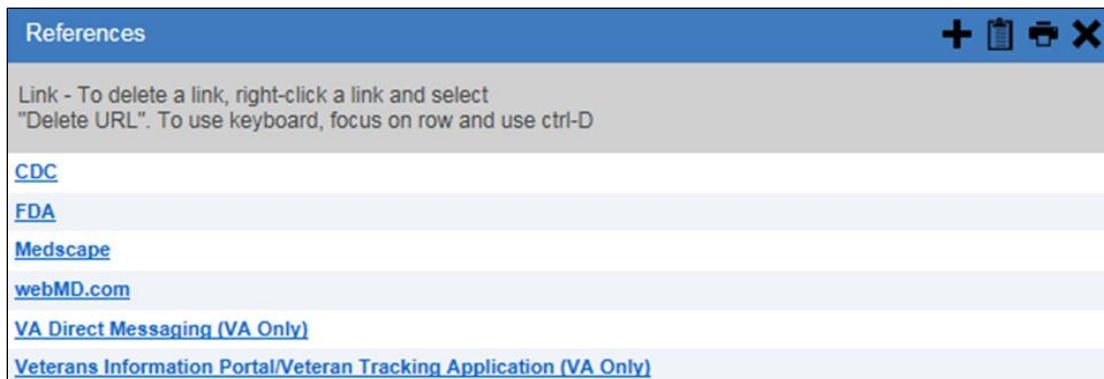 References
Link - To delete a link, right-click a link and select
"Delete URL". To use keyboard, focus on row and use ctrl-D
CDC
FDA
Medscape
webMD.com
VA Direct Messaging (VA Only)
Veterans Information Portal/Veteran Tracking Application (VA Only)